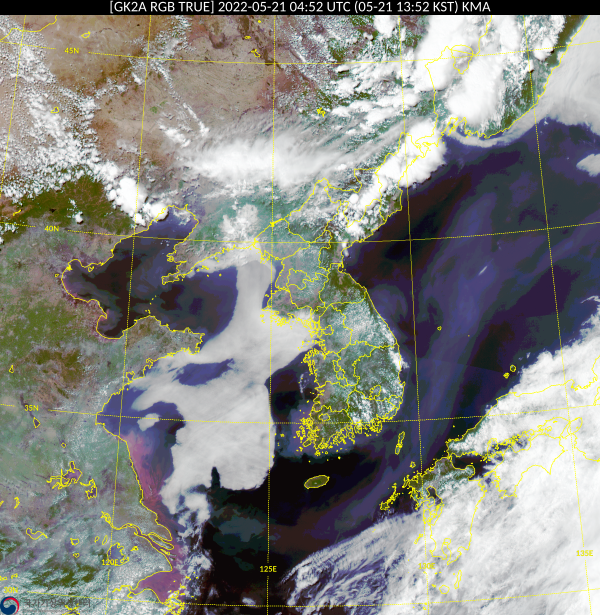 [GK2A RGB TRUE] 2022-05-21 04:52 UTC (05-21 13:52 KST) KMA
45N
40N
35N
120E
125E
135E